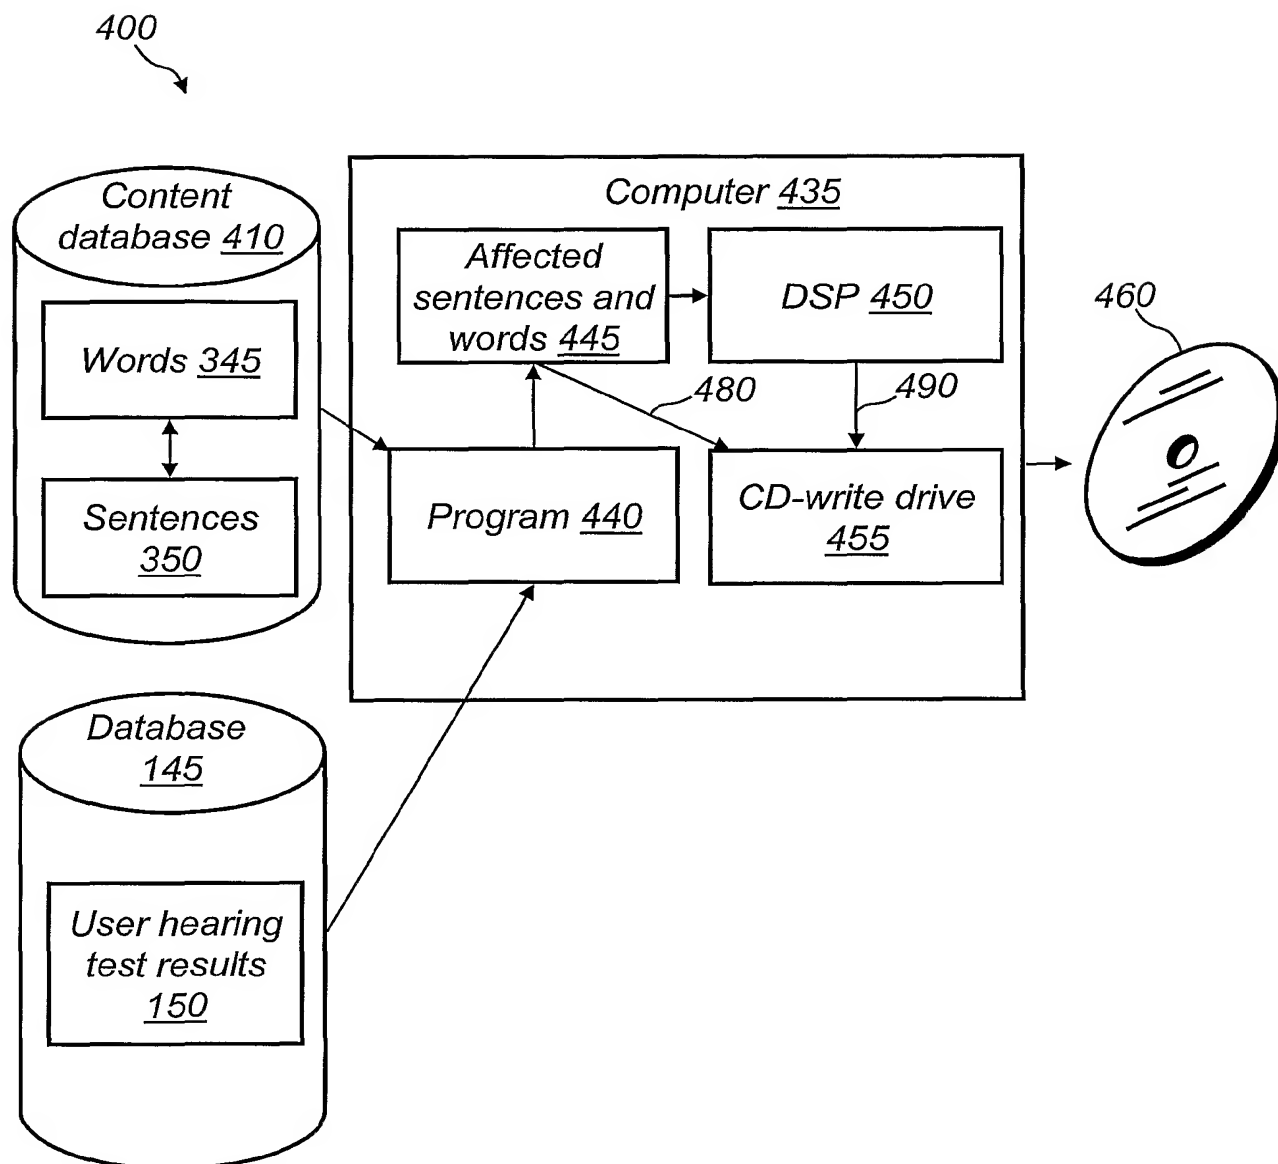 400
Content
database 410
Words 345
Sentences
350
Computer 435
Affected
sentences and
words 445
DSP 450
480
490
Program 440
CD-write drive
455
460
Database
145
User hearing
test results
150